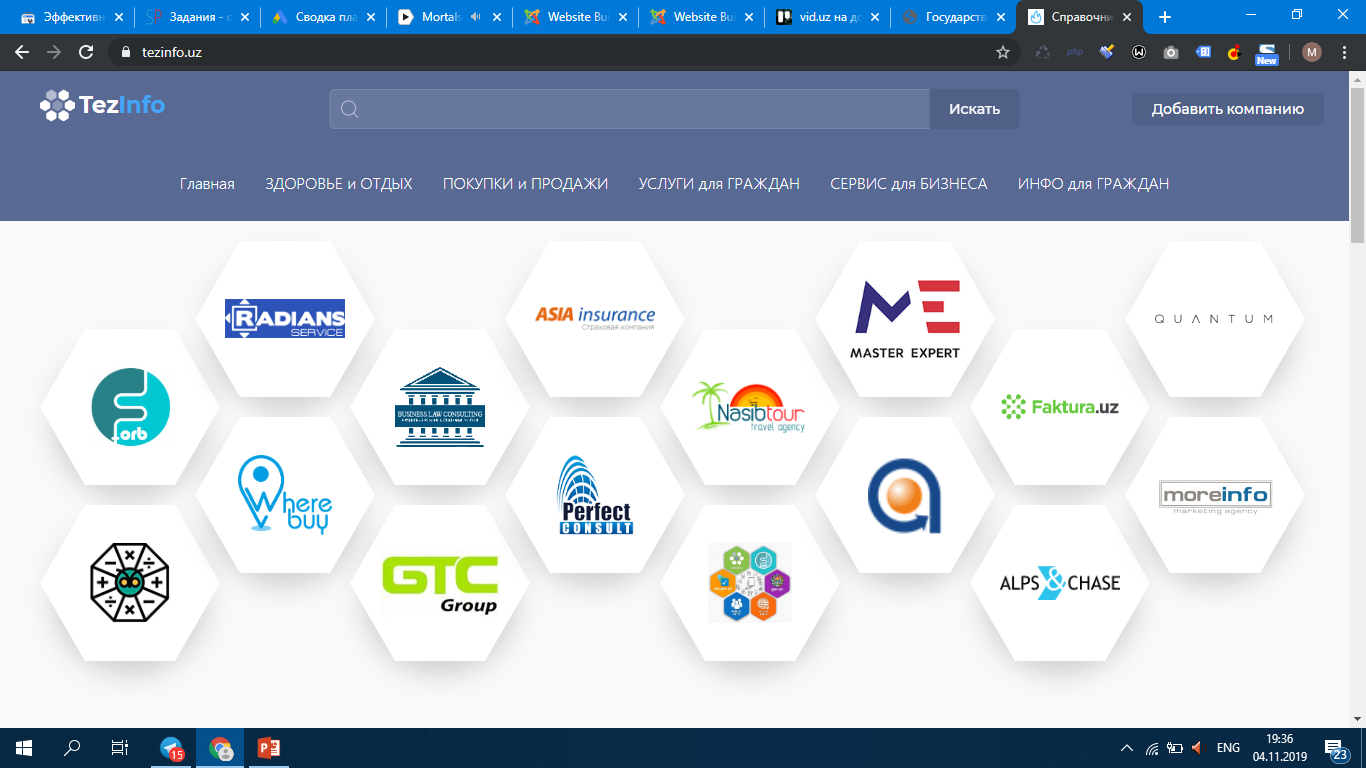 Эффективн
Задания - с
Сводка пла
Mortals
Website Bu
Website Bu
vid.uz на до
Государств
Справочни
tezinfo.uz
php
New
M
TezInfo
Искать
Добавить компанию
Главная
ЗДОРОВЬЕ и ОТДЫХ
ПОКУПКИ и ПРОДАЖИ
УСЛУГИ для ГРАЖДАН
СЕРВИС для БИЗНЕСА
ИНФО для ГРАЖДАН
RADIANS
SERVICE
ASIA insurance
Страховая компания
ME
MASTER EXPERT
QUANTUM
forb
BUSINESS LAW CONSULTING
Nasibtour
travel agency
Faktura.uz
Where
buy
Perfect
CONSULT
moreinfo
marketing agency
GTC
Group
ALPS & CHASE
15
ENG
19:36
04.11.2019
23